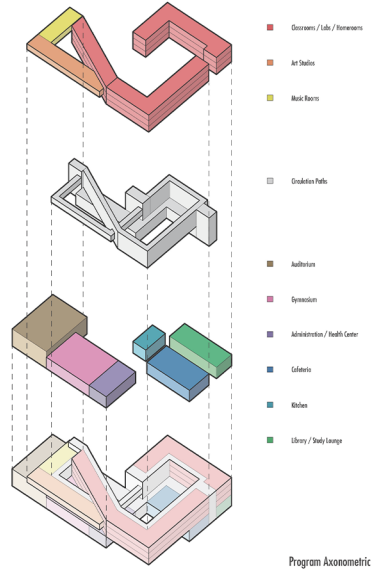 Classrooms / Labs / Homerooms
Art Studios
Music Rooms
Circulation Paths
Auditorium
Gymnasium
Administration / Health Center
Cafeteria
Kitchen
Library / Study Lounge
Program Axonometric